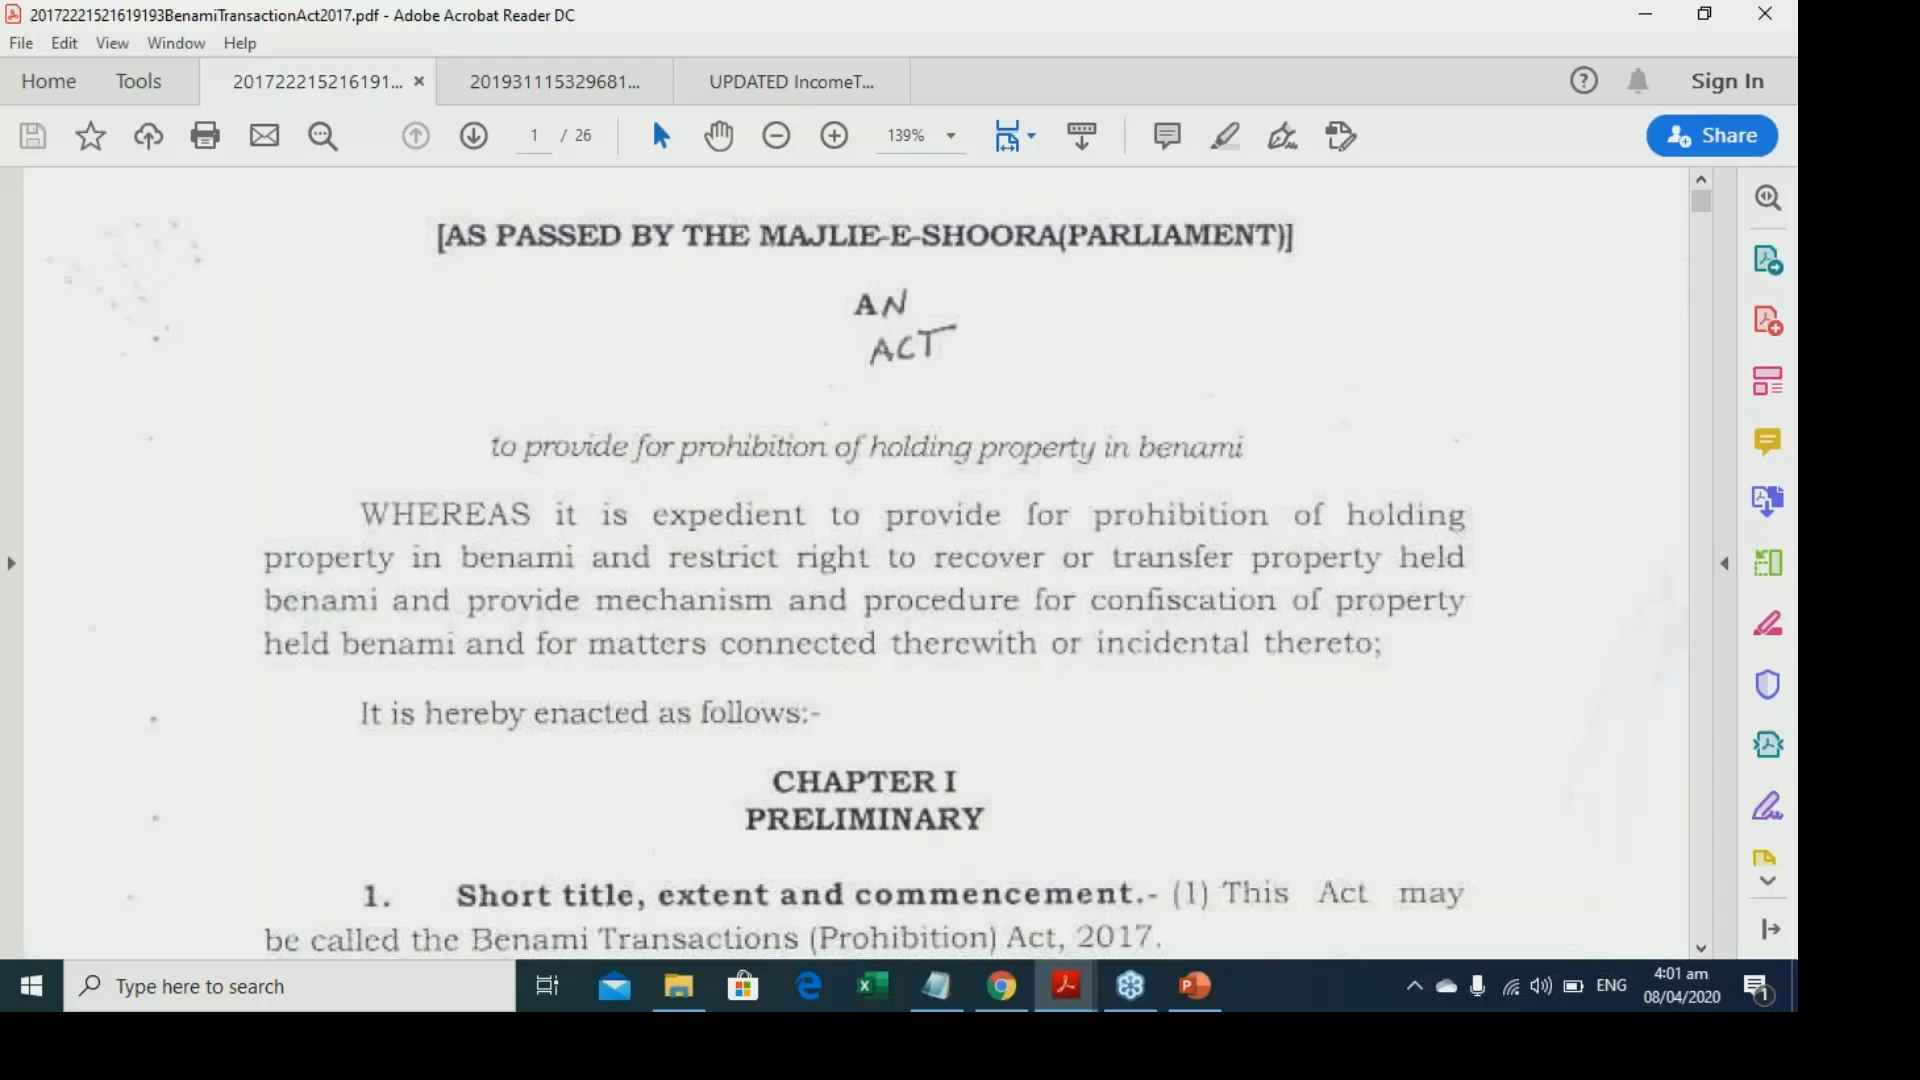 20172221521619193BenamiTransactionAct2017.pdf - Adobe Acrobat Reader DC
File Edit View Window Help
Home Tools 201722215216191... × 201931115329681... UPDATED IncomeT... Sign In
1 / 26 139% Share
[AS PASSED BY THE MAJLIE-E-SHOORA(PARLIAMENT)]
AN
ACT
to provide for prohibition of holding property in benami
WHEREAS it is expedient to provide for prohibition of holding
property in benami and restrict right to recover or transfer property held
benami and provide mechanism and procedure for confiscation of property
held benami and for matters connected therewith or incidental thereto;
It is hereby enacted as follows:-
CHAPTER I
PRELIMINARY
1. Short title, extent and commencement.- (1) This Act may
be called the Benami Transactions (Prohibition) Act, 2017.
Type here to search ENG 4:01 am
08/04/2020 1